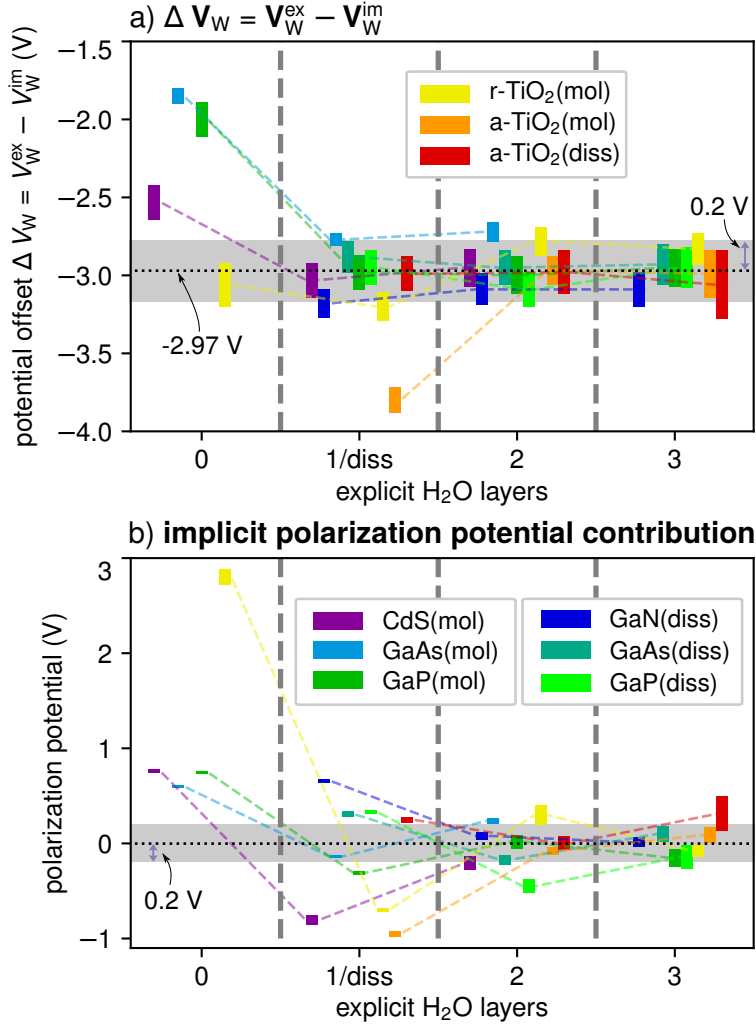 a) Δ V_W = V_W^ex − V_W^im
potential offset Δ V_W = V_W^ex − V_W^im (V)
−1.5
−2.0
−2.5
−3.0
−3.5
−4.0
r-TiO₂(mol)
a-TiO₂(mol)
a-TiO₂(diss)
0.2 V
-2.97 V
0 1/diss 2 3
explicit H₂O layers
b) implicit polarization potential contribution
polarization potential (V)
3
2
1
0
−1
CdS(mol)
GaAs(mol)
GaP(mol)
GaN(diss)
GaAs(diss)
GaP(diss)
0.2 V
0 1/diss 2 3
explicit H₂O layers